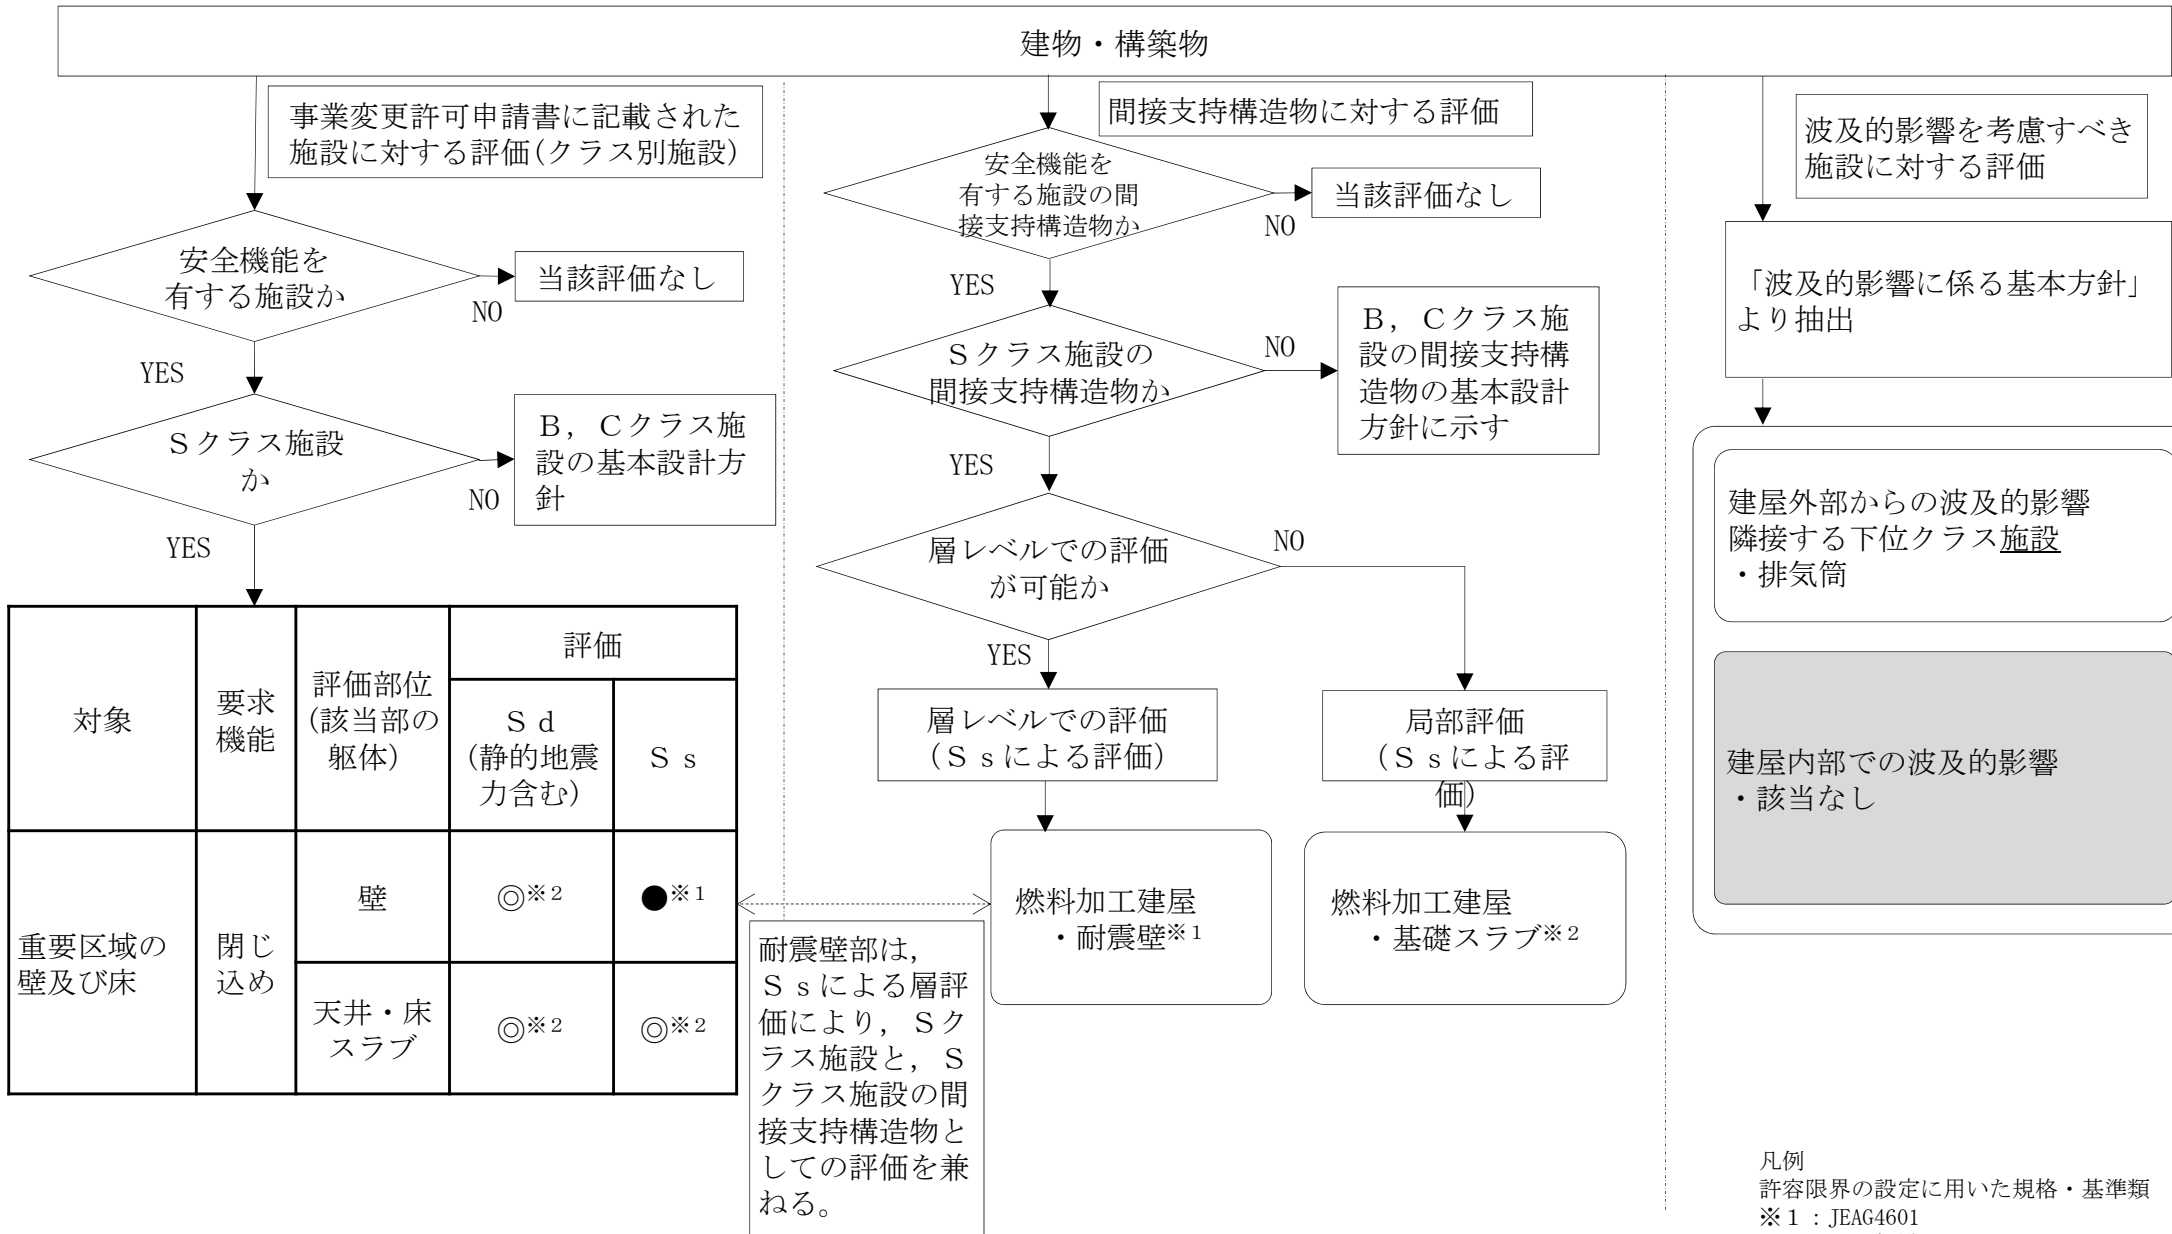 建物・構築物
事業変更許可申請書に記載された
施設に対する評価(クラス別施設)
安全機能を
有する施設か
NO
当該評価なし
YES
Ｓクラス施設
か
NO
Ｂ，Ｃクラス施
設の基本設計方
針
YES
対象
要求
機能
評価部位
(該当部の
躯体)
評価
Ｓｄ
(静的地震
力含む)
Ｓｓ
重要区域の
壁及び床
閉じ
込め
壁
◎※2
●※1
天井・床
スラブ
◎※2
◎※2
間接支持構造物に対する評価
安全機能を
有する施設の間
接支持構造物か
NO
当該評価なし
YES
Ｓクラス施設の
間接支持構造物か
NO
Ｂ，Ｃクラス施
設の間接支持構
造物の基本設計
方針に示す
YES
層レベルでの評価
が可能か
NO
YES
層レベルでの評価
（Ｓｓによる評価）
局部評価
（Ｓｓによる評
価）
燃料加工建屋
・耐震壁※1
燃料加工建屋
・基礎スラブ※2
耐震壁部は，
Ｓｓによる層評
価により，Ｓク
ラス施設と，Ｓ
クラス施設の間
接支持構造物と
しての評価を兼
ねる。
波及的影響を考慮すべき
施設に対する評価
「波及的影響に係る基本方針」
より抽出
建屋外部からの波及的影響
隣接する下位クラス施設
・排気筒
建屋内部での波及的影響
・該当なし
凡例
許容限界の設定に用いた規格・基準類
※１：JEAG4601